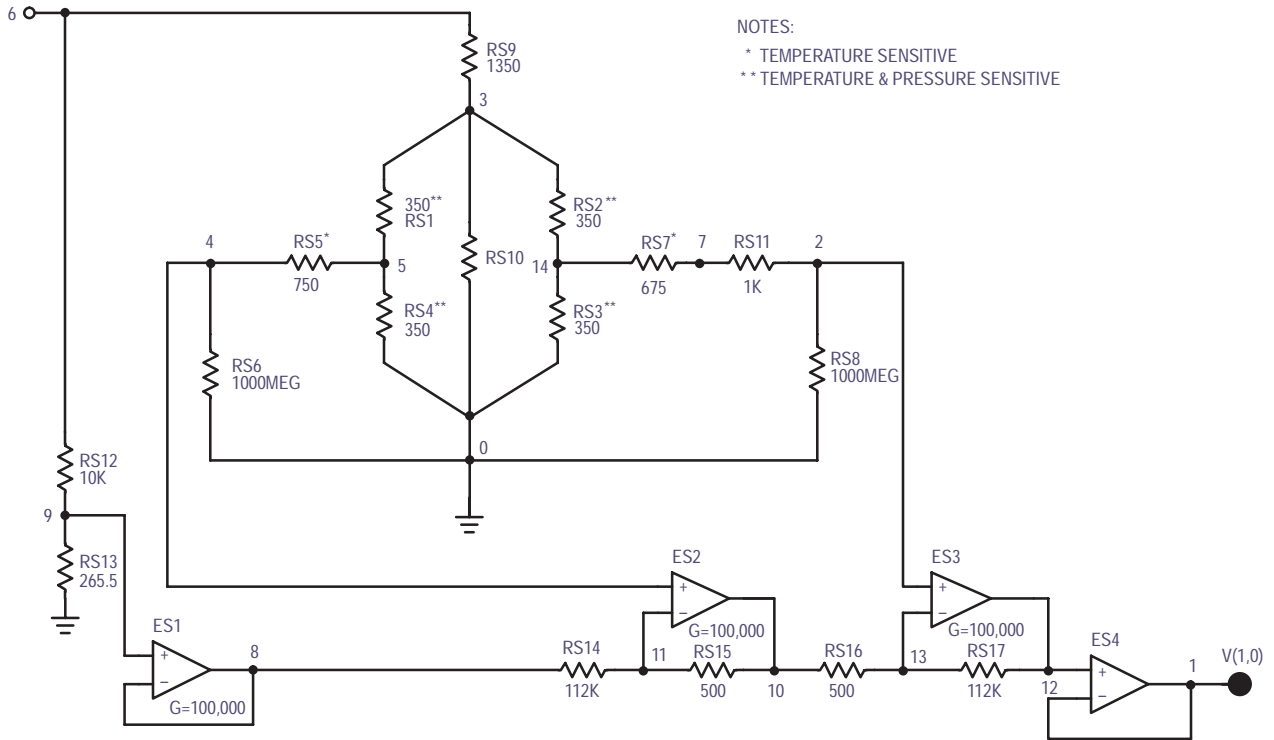 6
NOTES:
* TEMPERATURE SENSITIVE
** TEMPERATURE & PRESSURE SENSITIVE
RS9
1350
3
350**
RS1
RS2**
350
4
RS5*
750
5
RS10
14
RS7*
675
7
RS11
1K
2
RS4**
350
RS3**
350
RS6
1000MEG
RS8
1000MEG
0
RS12
10K
9
RS13
265.5
ES1
+
−
G=100,000
8
RS14
112K
11
ES2
+
−
G=100,000
RS15
500
10
RS16
500
13
ES3
+
−
G=100,000
RS17
112K
12
ES4
+
−
1
V(1,0)